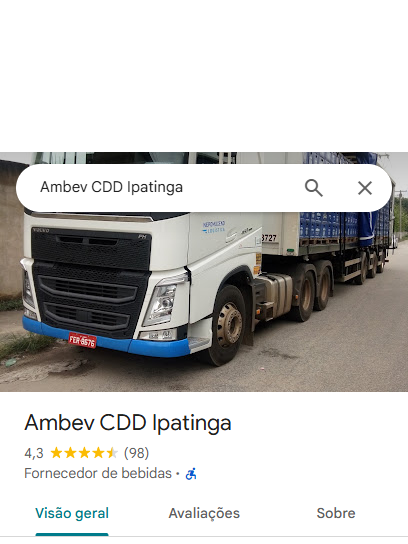 Ambev CDD Ipatinga
VOLVO
FH
LOGÍSTICA
3727
FER 8676
Ambev CDD Ipatinga
4,3 (98)
Fornecedor de bebidas ·
Visão geral Avaliações Sobre